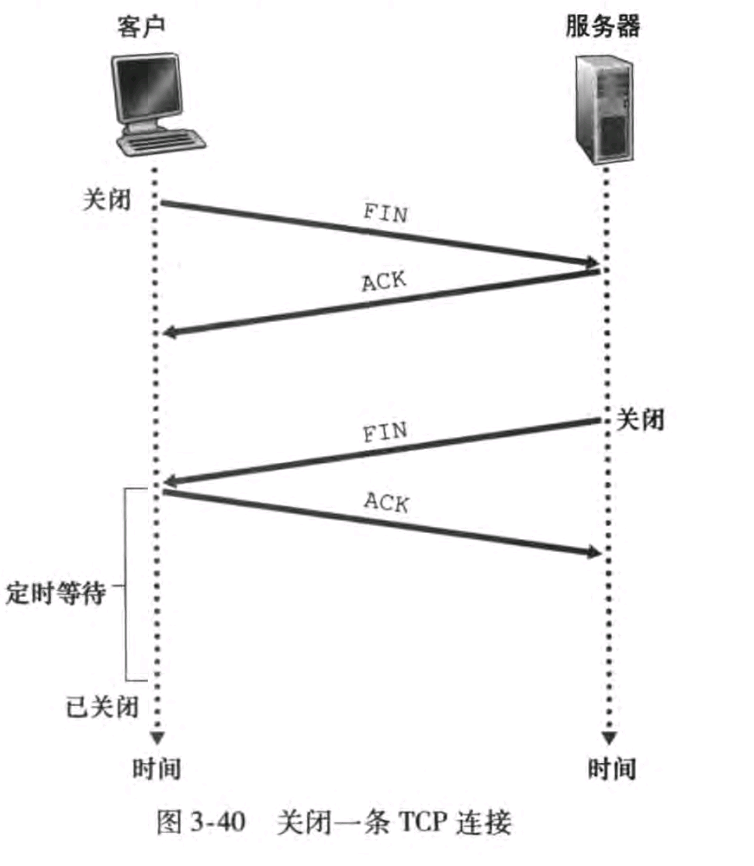 客户 服务器
关闭
FIN
ACK
关闭
FIN
ACK
定时等待
已关闭
时间 时间
图 3-40 关闭一条 TCP 连接